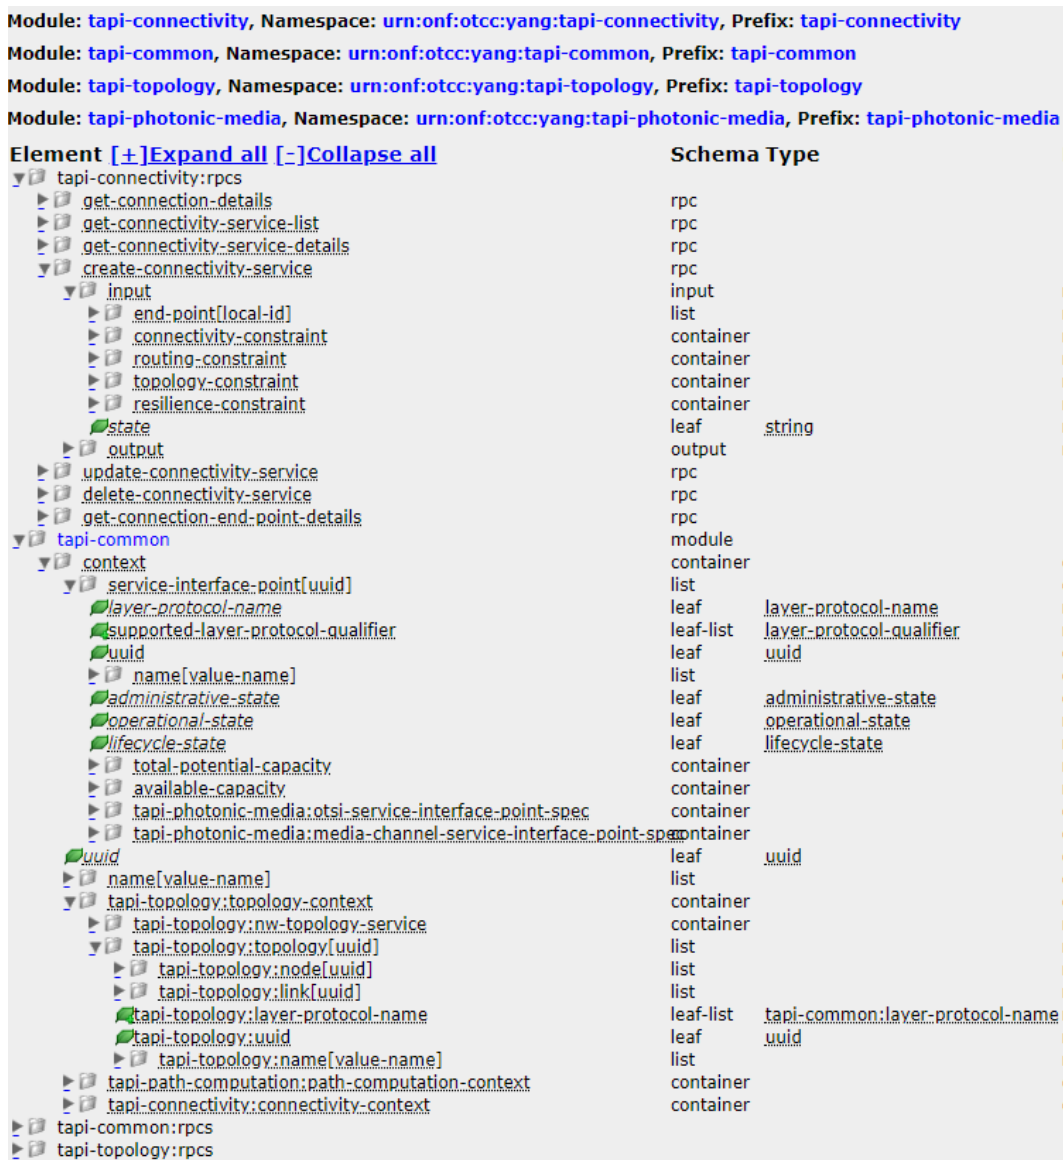 Module: tapi-connectivity, Namespace: urn:onf:otcc:yang:tapi-connectivity, Prefix: tapi-connectivity
Module: tapi-common, Namespace: urn:onf:otcc:yang:tapi-common, Prefix: tapi-common
Module: tapi-topology, Namespace: urn:onf:otcc:yang:tapi-topology, Prefix: tapi-topology
Module: tapi-photonic-media, Namespace: urn:onf:otcc:yang:tapi-photonic-media, Prefix: tapi-photonic-media
Element [+]Expand all [-]Collapse all Schema Type
tapi-connectivity:rpcs
get-connection-details rpc
get-connectivity-service-list rpc
get-connectivity-service-details rpc
create-connectivity-service rpc
input input
end-point[local-id] list
connectivity-constraint container
routing-constraint container
topology-constraint container
resilience-constraint container
state leaf string
output output
update-connectivity-service rpc
delete-connectivity-service rpc
get-connection-end-point-details rpc
tapi-common module
context container
service-interface-point[uuid] list
layer-protocol-name leaf layer-protocol-name
supported-layer-protocol-qualifier leaf-list layer-protocol-qualifier
uuid leaf uuid
name[value-name] list
administrative-state leaf administrative-state
operational-state leaf operational-state
lifecycle-state leaf lifecycle-state
total-potential-capacity container
available-capacity container
tapi-photonic-media:otsi-service-interface-point-spec container
tapi-photonic-media:media-channel-service-interface-point-spec container
uuid leaf uuid
name[value-name] list
tapi-topology:topology-context container
tapi-topology:nw-topology-service container
tapi-topology:topology[uuid] list
tapi-topology:node[uuid] list
tapi-topology:link[uuid] list
tapi-topology:layer-protocol-name leaf-list tapi-common:layer-protocol-name
tapi-topology:uuid leaf uuid
tapi-topology:name[value-name] list
tapi-path-computation:path-computation-context container
tapi-connectivity:connectivity-context container
tapi-common:rpcs
tapi-topology:rpcs